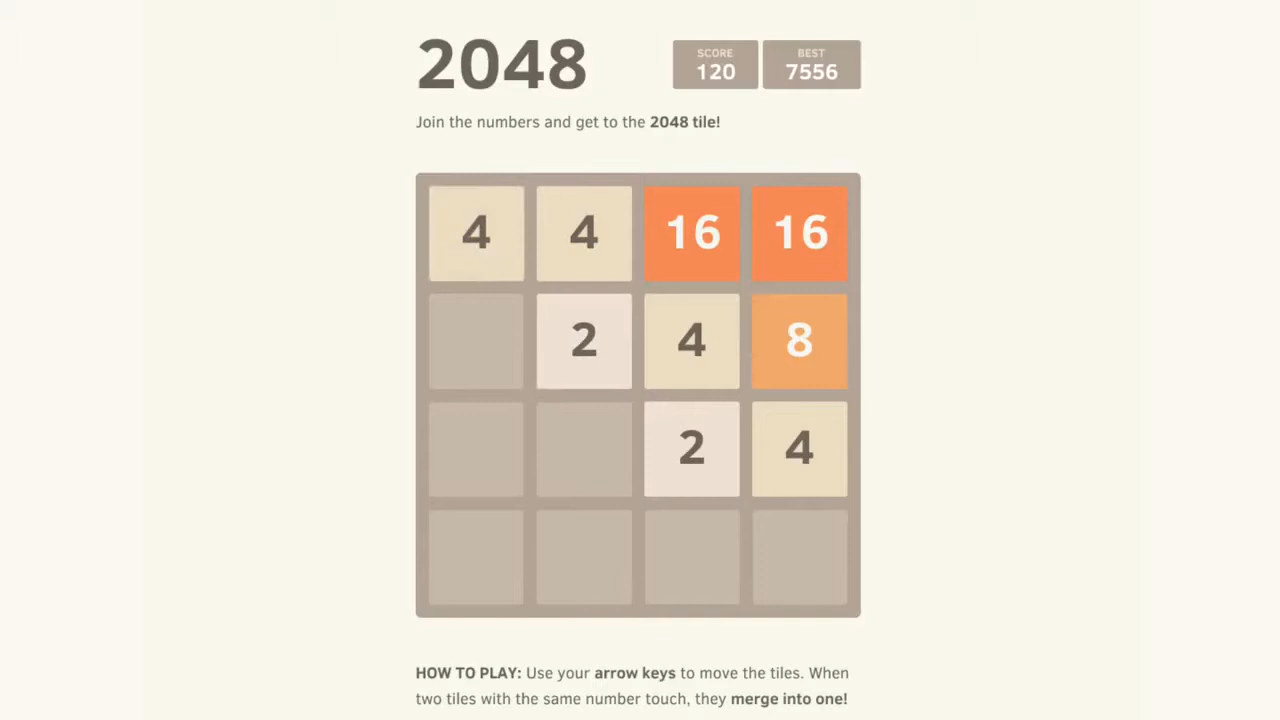 2048
SCORE
120
BEST
7556
Join the numbers and get to the 2048 tile!
4 4 16 16
2 4 8
2 4
HOW TO PLAY: Use your arrow keys to move the tiles. When
two tiles with the same number touch, they merge into one!